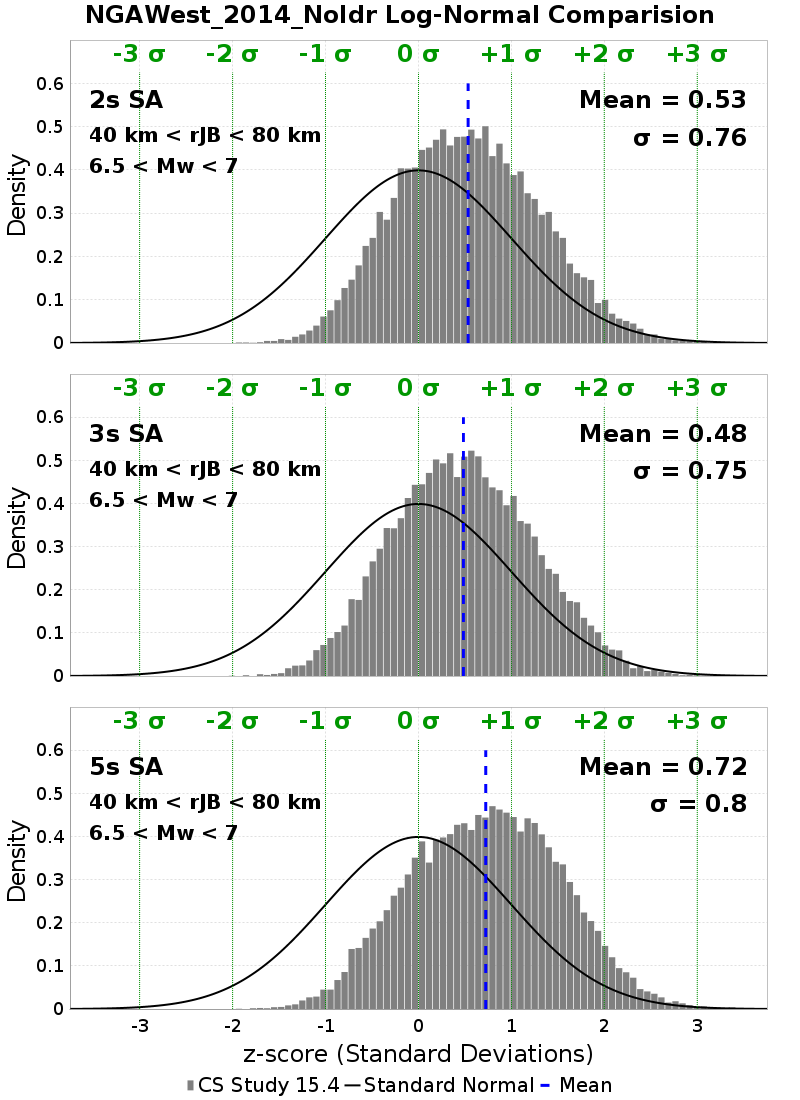 NGAWest_2014_NoIdr Log-Normal Comparision
-3 σ -2 σ -1 σ 0 σ +1 σ +2 σ +3 σ
2s SA
Mean = 0.53
40 km < rJB < 80 km
σ = 0.76
6.5 < Mw < 7
0.6
0.5
0.4
0.3
0.2
0.1
0
Density
-3 σ -2 σ -1 σ 0 σ +1 σ +2 σ +3 σ
3s SA
Mean = 0.48
40 km < rJB < 80 km
σ = 0.75
6.5 < Mw < 7
0.6
0.5
0.4
0.3
0.2
0.1
0
Density
-3 σ -2 σ -1 σ 0 σ +1 σ +2 σ +3 σ
5s SA
Mean = 0.72
40 km < rJB < 80 km
σ = 0.8
6.5 < Mw < 7
0.6
0.5
0.4
0.3
0.2
0.1
0
Density
-3 -2 -1 0 1 2 3
z-score (Standard Deviations)
CS Study 15.4 Standard Normal Mean